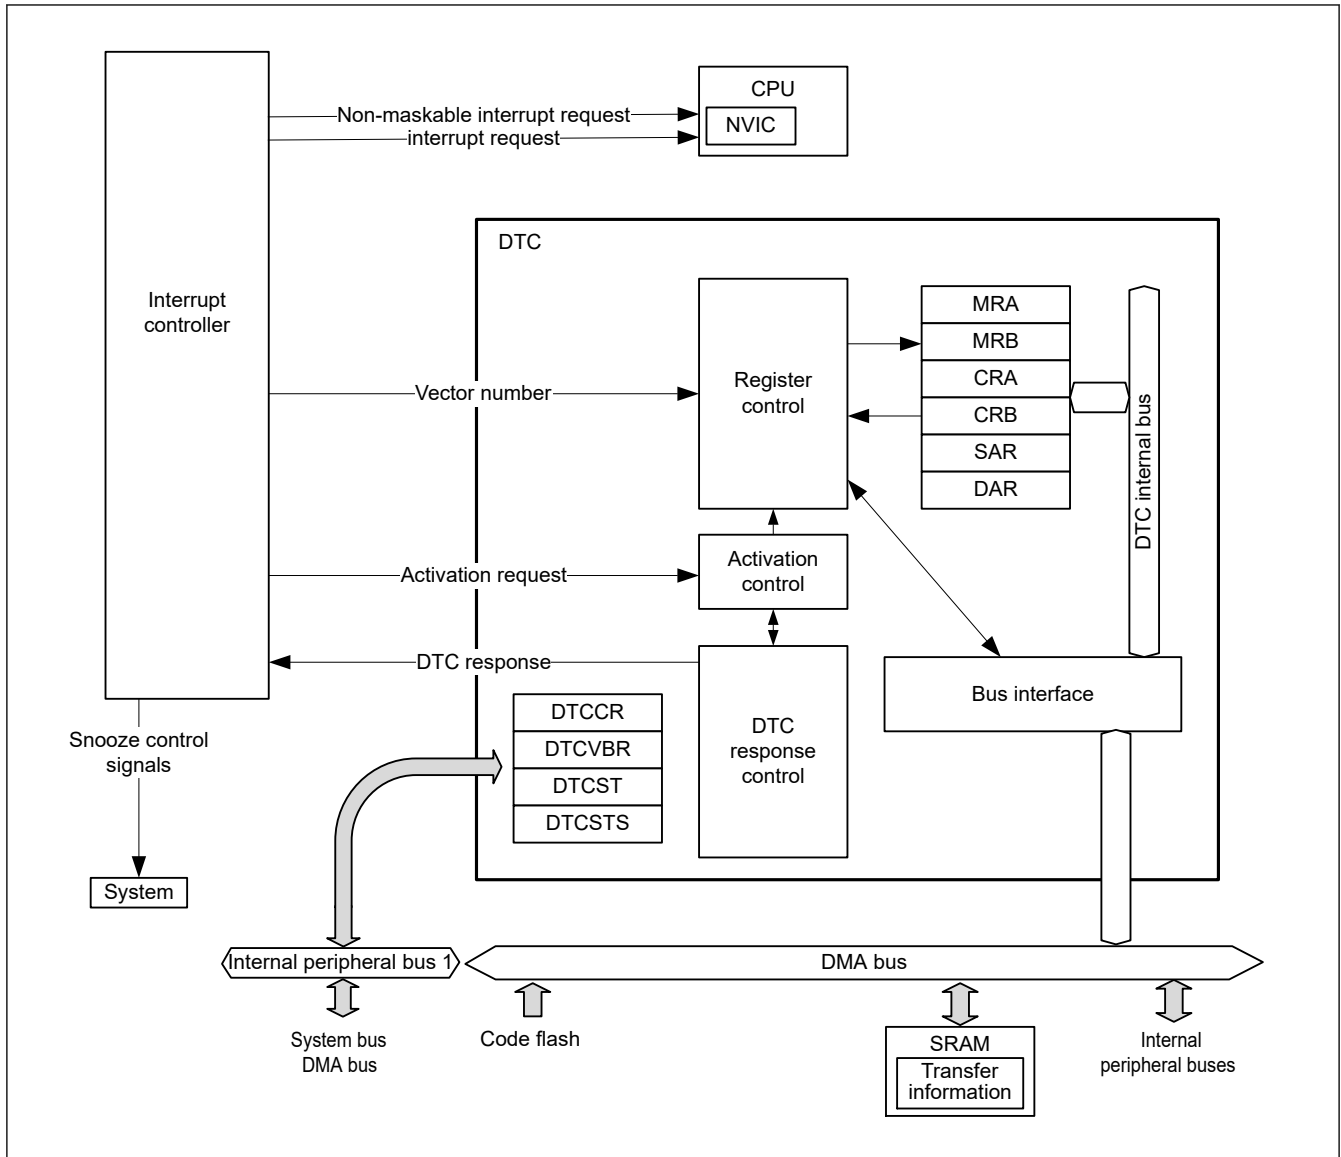 CPU
Non-maskable interrupt request
NVIC
interrupt request
DTC
Interrupt
controller
MRA
MRB
Register
control
CRA
Vector number
CRB
SAR
DAR
DTC internal bus
Activation
control
Activation request
DTC response
Bus interface
DTCCR
DTC
response
control
DTCVBR
DTCST
DTCSTS
Snooze control
signals
System
Internal peripheral bus 1
DMA bus
System bus
DMA bus
Code flash
SRAM
Transfer
information
Internal
peripheral buses